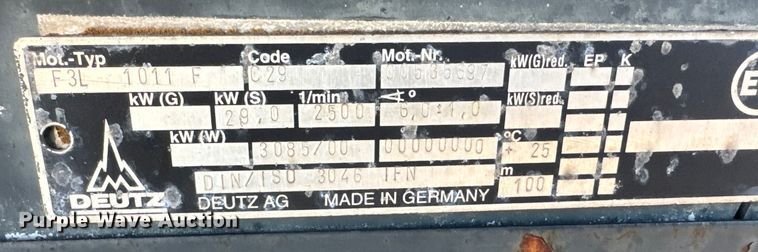 Mot.-Typ Code Mot.-Nr. kW(G)red. EP K
F3L 1011 F C29
kW (G) kW (S) 1/min kW(S)red.
29,0 2500 6,0:1,0
kW (W) °C
3085/00 00000000 + 25
DIN/ISO 3046 IFN m
DEUTZ DEUTZ AG MADE IN GERMANY 100
Purple Wave Auction